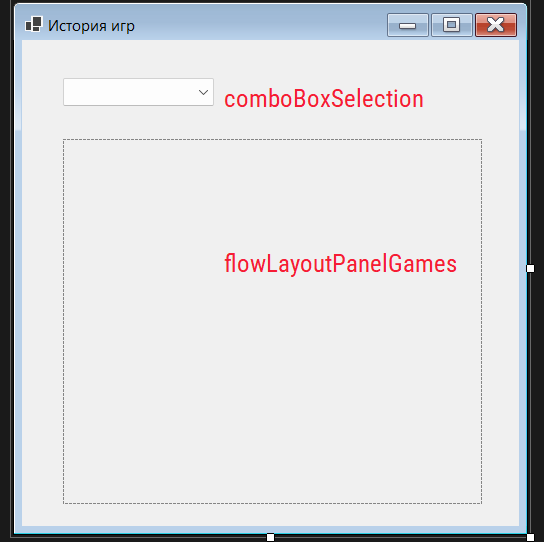 История игр
comboBoxSelection
flowLayoutPanelGames